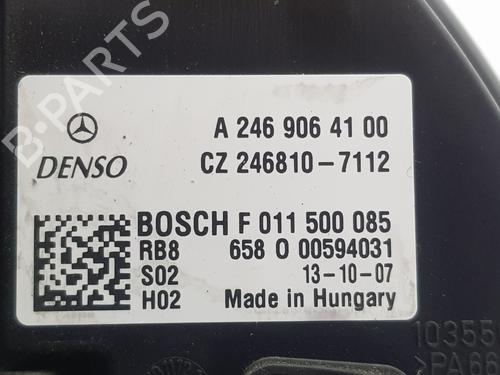 B-PARTS
A 246 906 41 00
DENSO
CZ 246810-7112
BOSCH F 011 500 085
RB8 658 O 00594031
S02 13-10-07
H02 Made in Hungary
10355
>PA66